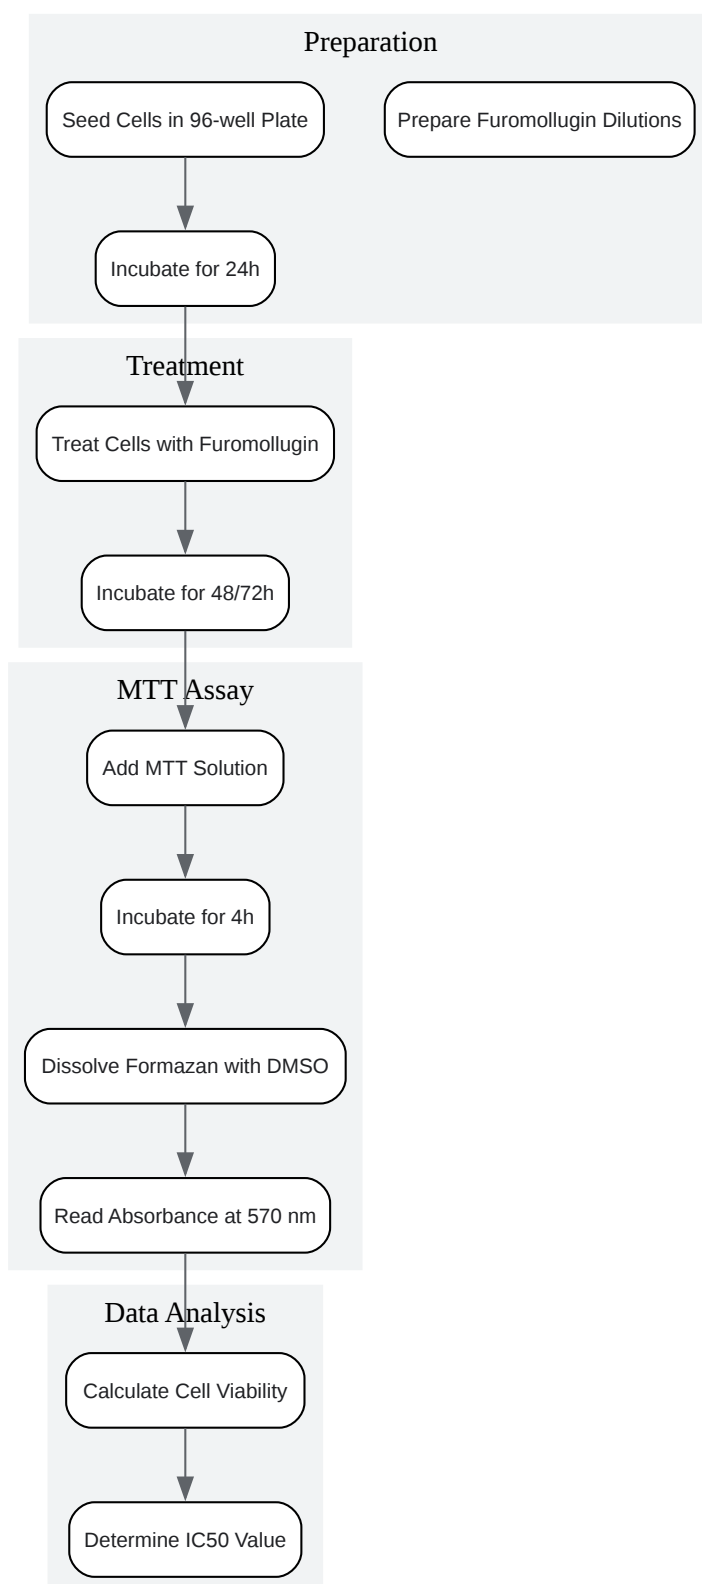 Preparation
Seed Cells in 96-well Plate
Prepare Furomollugin Dilutions
Incubate for 24h
Treatment
Treat Cells with Furomollugin
Incubate for 48/72h
MTT Assay
Add MTT Solution
Incubate for 4h
Dissolve Formazan with DMSO
Read Absorbance at 570 nm
Data Analysis
Calculate Cell Viability
Determine IC50 Value